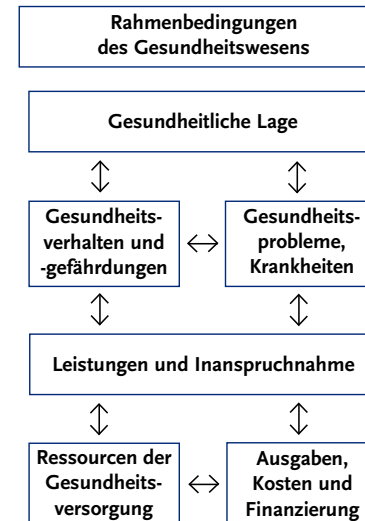 Rahmenbedingungen
des Gesundheitswesens
Gesundheitliche Lage
Gesundheits-
verhalten und
-gefährdungen
Gesundheits-
probleme,
Krankheiten
Leistungen und Inanspruchnahme
Ressourcen der
Gesundheits-
versorgung
Ausgaben,
Kosten und
Finanzierung